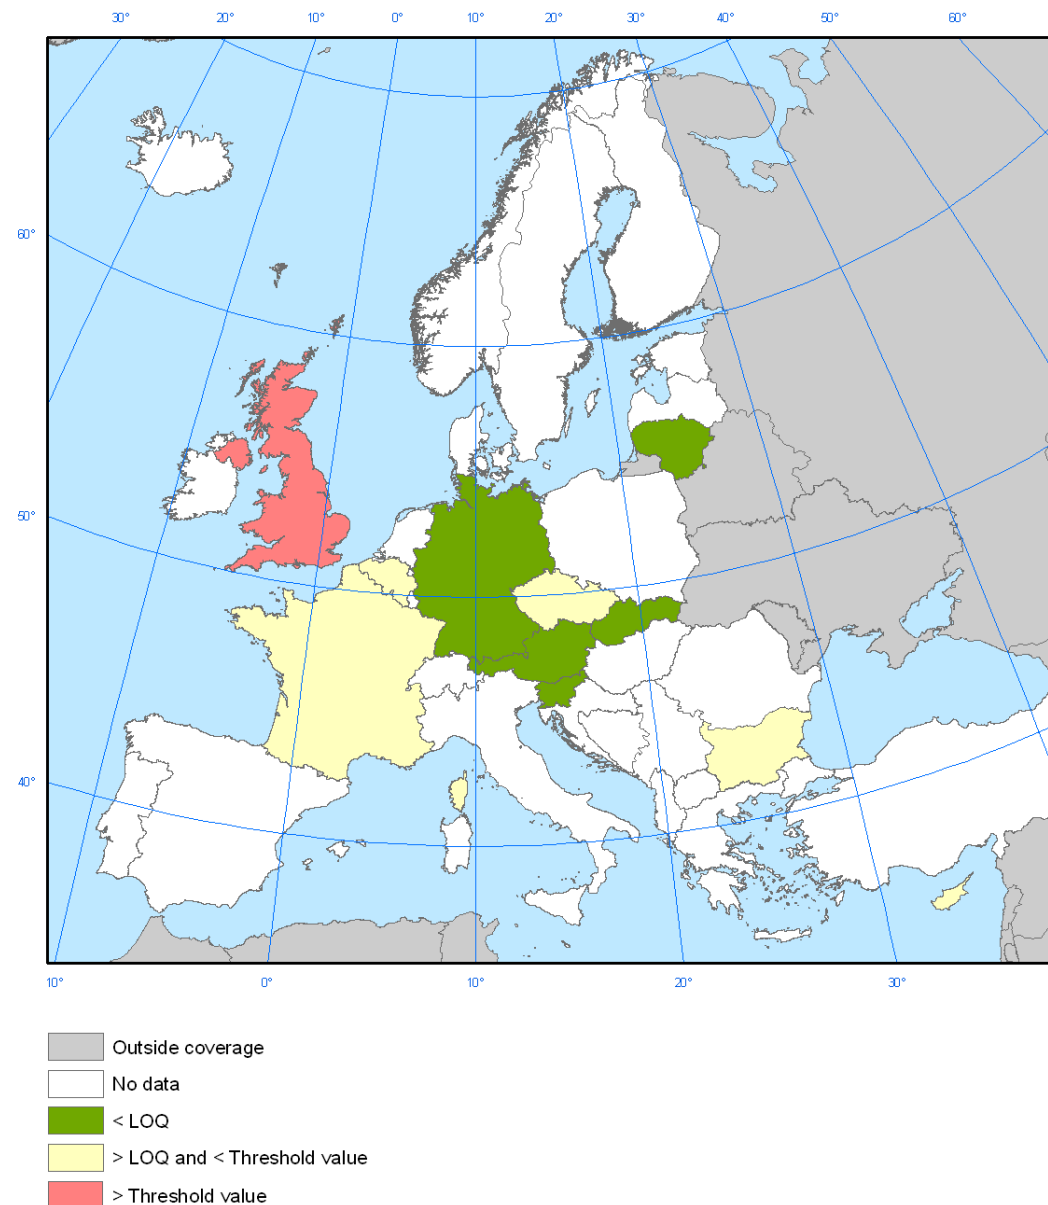 30° 20° 10° 0° 10° 20° 30° 40° 50° 60°
60°
50°
40°
10° 0° 10° 20° 30°
Outside coverage
No data
< LOQ
> LOQ and < Threshold value
> Threshold value